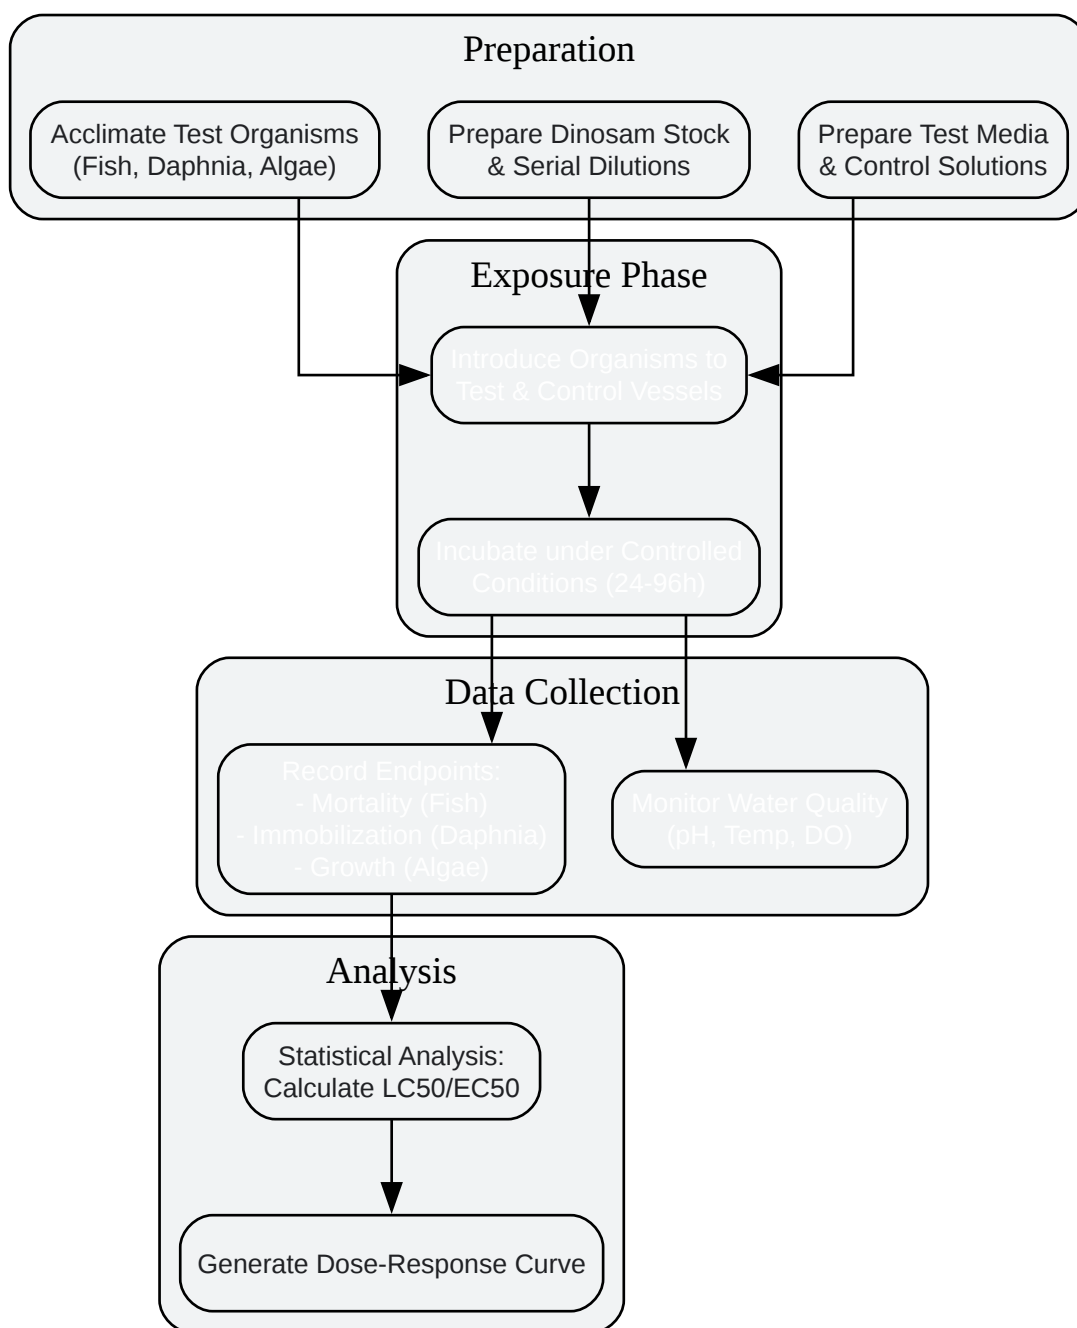 Preparation
Acclimate Test Organisms
(Fish, Daphnia, Algae)
Prepare Dinosam Stock
& Serial Dilutions
Prepare Test Media
& Control Solutions
Exposure Phase
Introduce Organisms to
Test & Control Vessels
Incubate under Controlled
Conditions (24-96h)
Data Collection
Record Endpoints:
- Mortality (Fish)
- Immobilization (Daphnia)
- Growth (Algae)
Monitor Water Quality
(pH, Temp, DO)
Analysis
Statistical Analysis:
Calculate LC50/EC50
Generate Dose-Response Curve